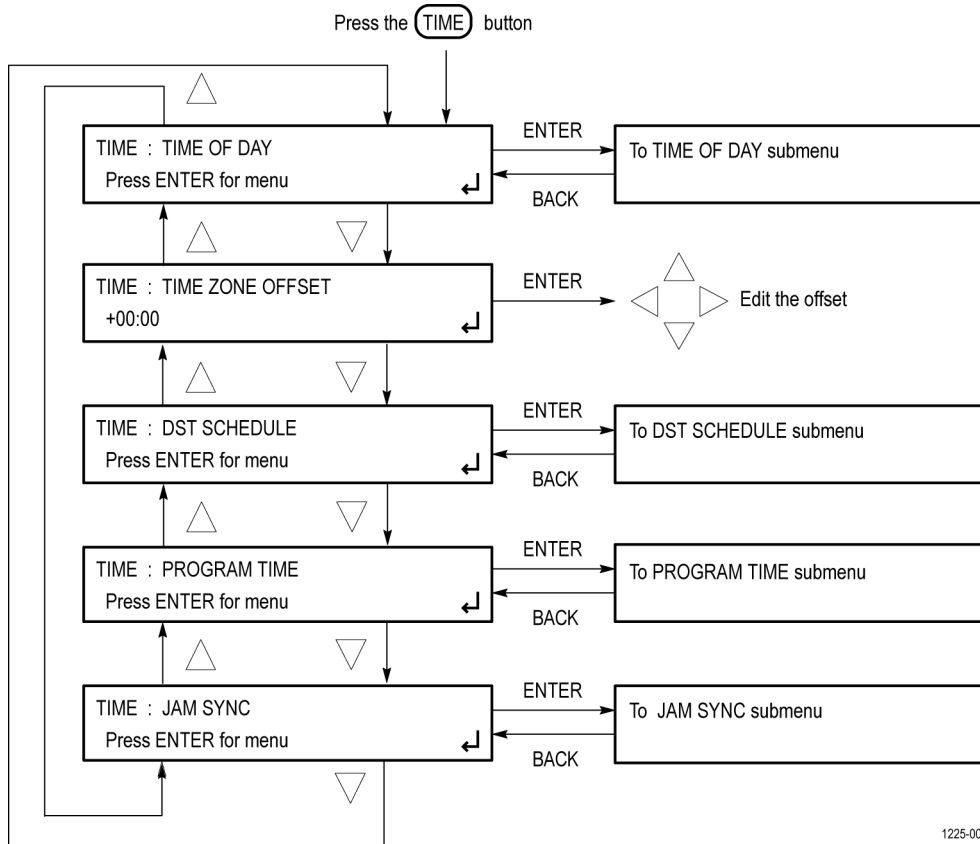 Press the TIME button
TIME : TIME OF DAY
Press ENTER for menu
ENTER
BACK
To TIME OF DAY submenu
TIME : TIME ZONE OFFSET
+00:00
ENTER
Edit the offset
TIME : DST SCHEDULE
Press ENTER for menu
ENTER
BACK
To DST SCHEDULE submenu
TIME : PROGRAM TIME
Press ENTER for menu
ENTER
BACK
To PROGRAM TIME submenu
TIME : JAM SYNC
Press ENTER for menu
ENTER
BACK
To JAM SYNC submenu
1225-00